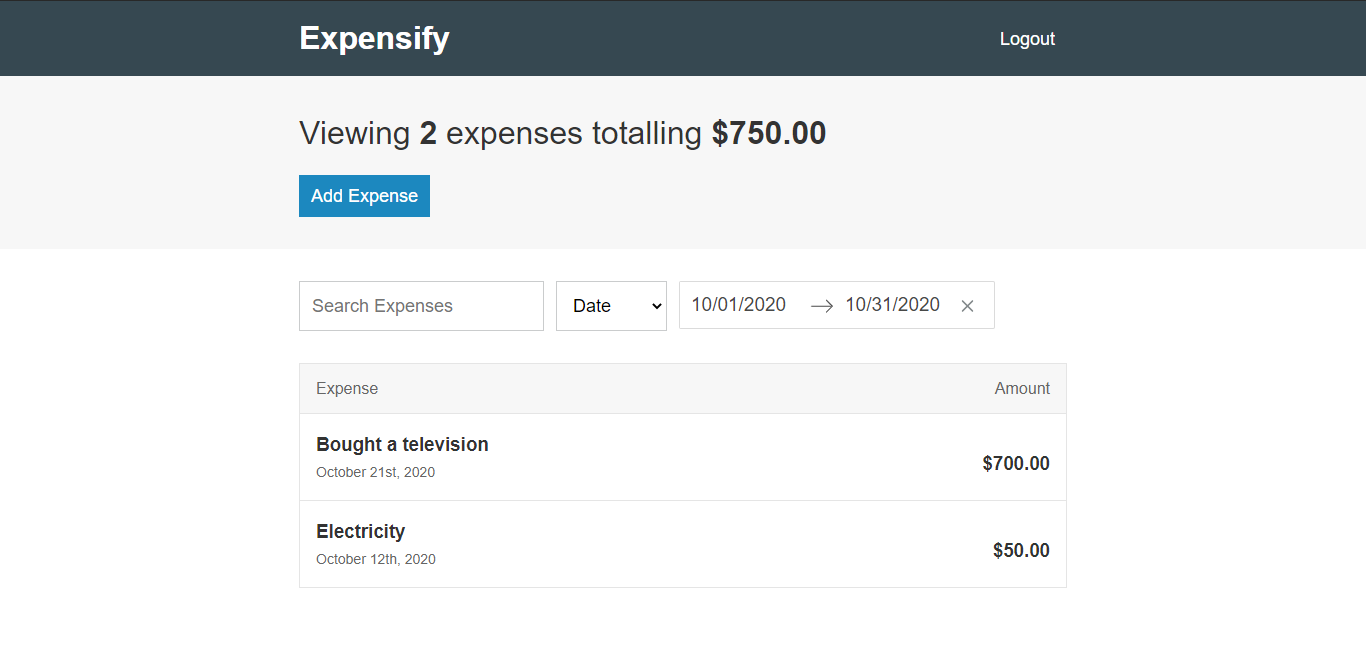 Expensify
Logout
Viewing 2 expenses totalling $750.00
Add Expense
Search Expenses
Date
10/01/2020 → 10/31/2020 ×
Expense
Amount
Bought a television
October 21st, 2020
$700.00
Electricity
October 12th, 2020
$50.00